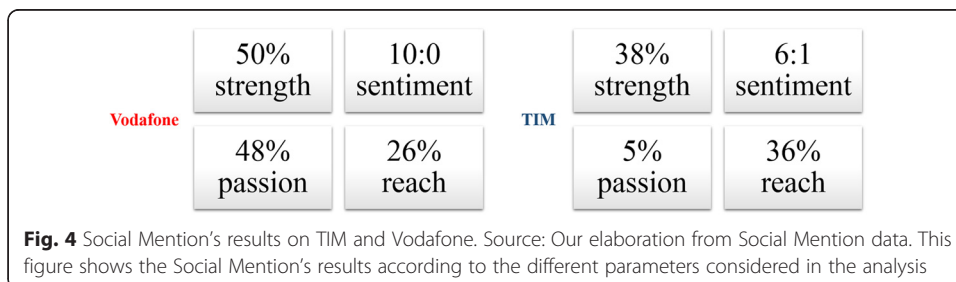 50%
strength
10:0
sentiment
38%
strength
6:1
sentiment
Vodafone
TIM
48%
passion
26%
reach
5%
passion
36%
reach
Fig. 4 Social Mention’s results on TIM and Vodafone. Source: Our elaboration from Social Mention data. This
figure shows the Social Mention’s results according to the different parameters considered in the analysis